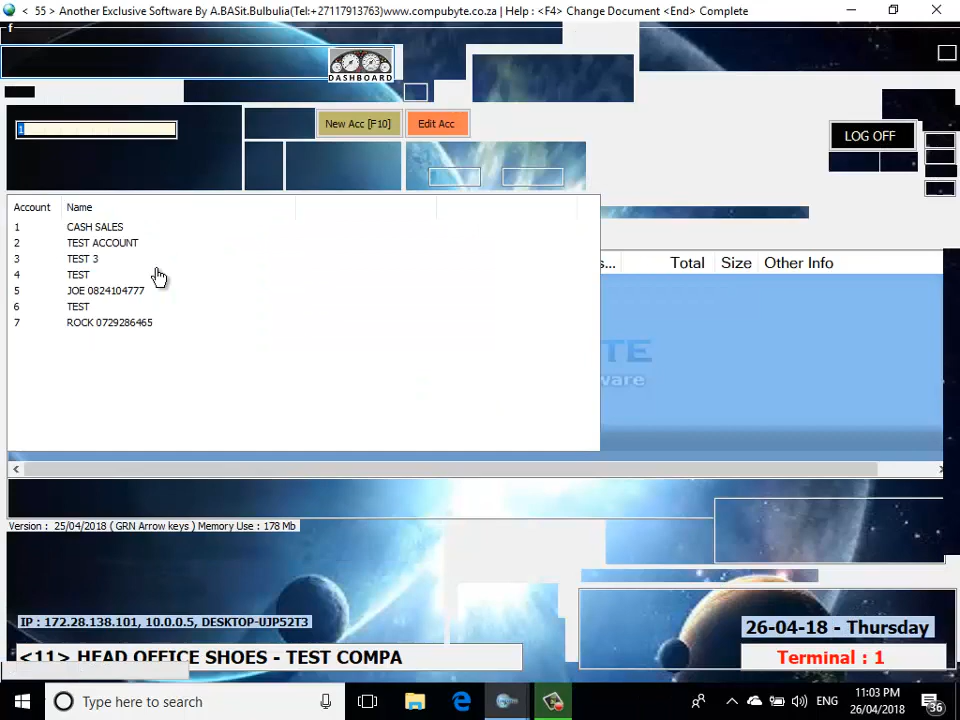 < 55 > Another Exclusive Software By A.BASit.Bulbulia(Tel:+27117913763)www.compubyte.co.za | Help : <F4> Change Document <End> Complete
f
DASHBOARD
1
New Acc [F10]
Edit Acc
LOG OFF
Account Name
1 CASH SALES
2 TEST ACCOUNT
3 TEST 3
4 TEST
5 JOE 0824104777
6 TEST
7 ROCK 0729286465
s... Total Size Other Info
TE
ware
Version : 25/04/2018 ( GRN Arrow keys ) Memory Use : 178 Mb
IP : 172.28.138.101, 10.0.0.5, DESKTOP-UJP52T3
26-04-18 - Thursday
<11> HEAD OFFICE SHOES - TEST COMPA
Terminal : 1
Type here to search
ENG
11:03 PM
26/04/2018
36